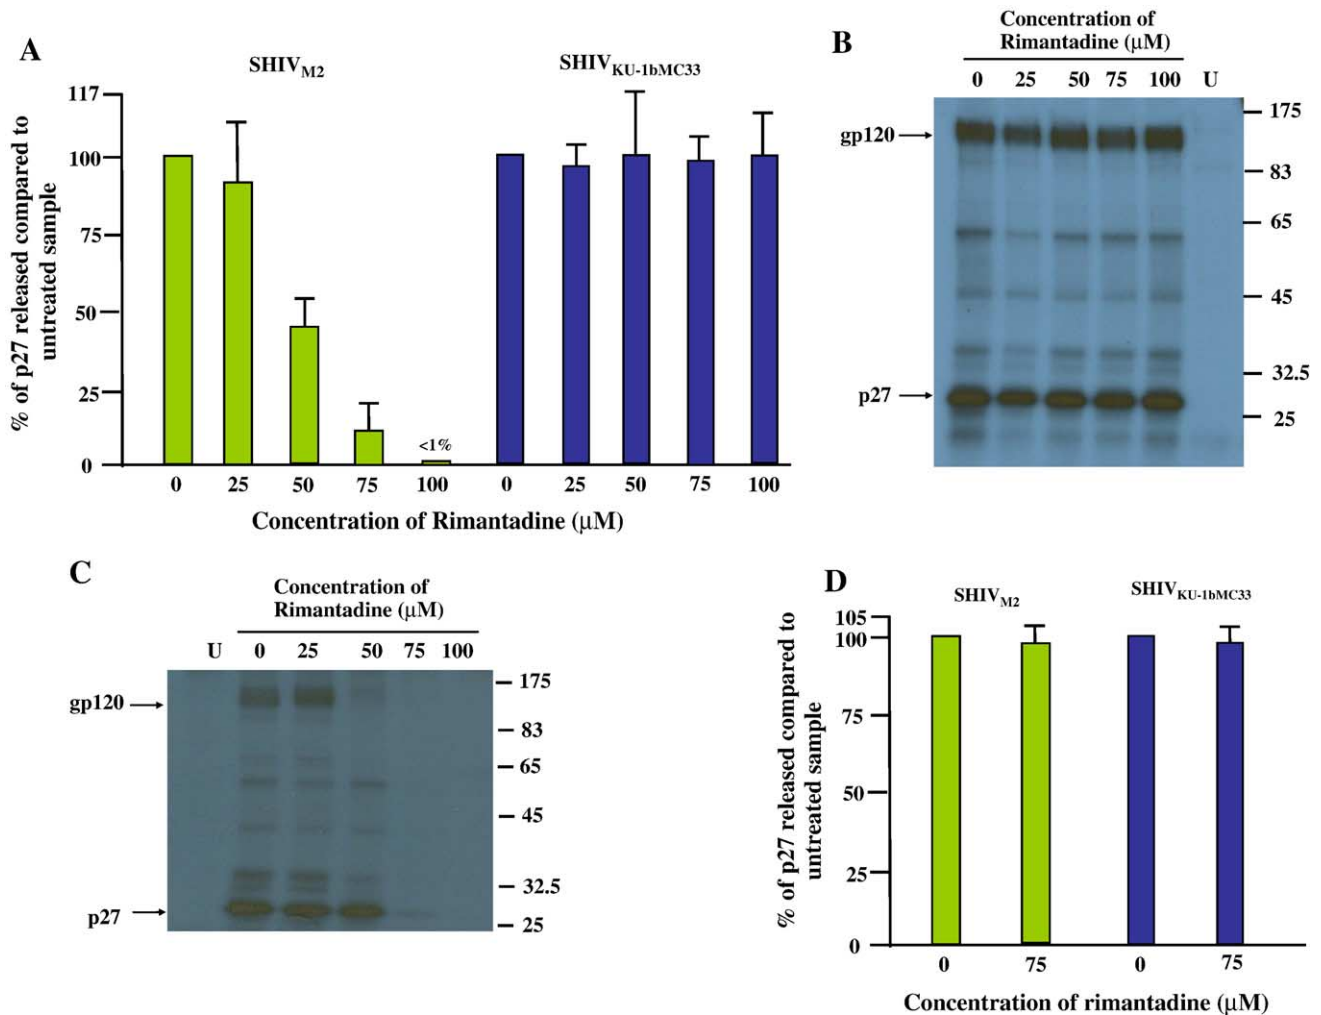 A
SHIVM2
SHIVKU-1bMC33
% of p27 released compared to
untreated sample
117
100
75
50
25
0
<1%
0 25 50 75 100 0 25 50 75 100
Concentration of Rimantadine (μM)
B
Concentration of
Rimantadine (μM)
0 25 50 75 100 U
gp120
p27
175
83
65
45
32.5
25
C
Concentration of
Rimantadine (μM)
U 0 25 50 75 100
gp120
p27
175
83
65
45
32.5
25
D
SHIVM2
SHIVKU-1bMC33
% of p27 released compared to
untreated sample
105
100
75
50
25
0
0 75 0 75
Concentration of rimantadine (μM)